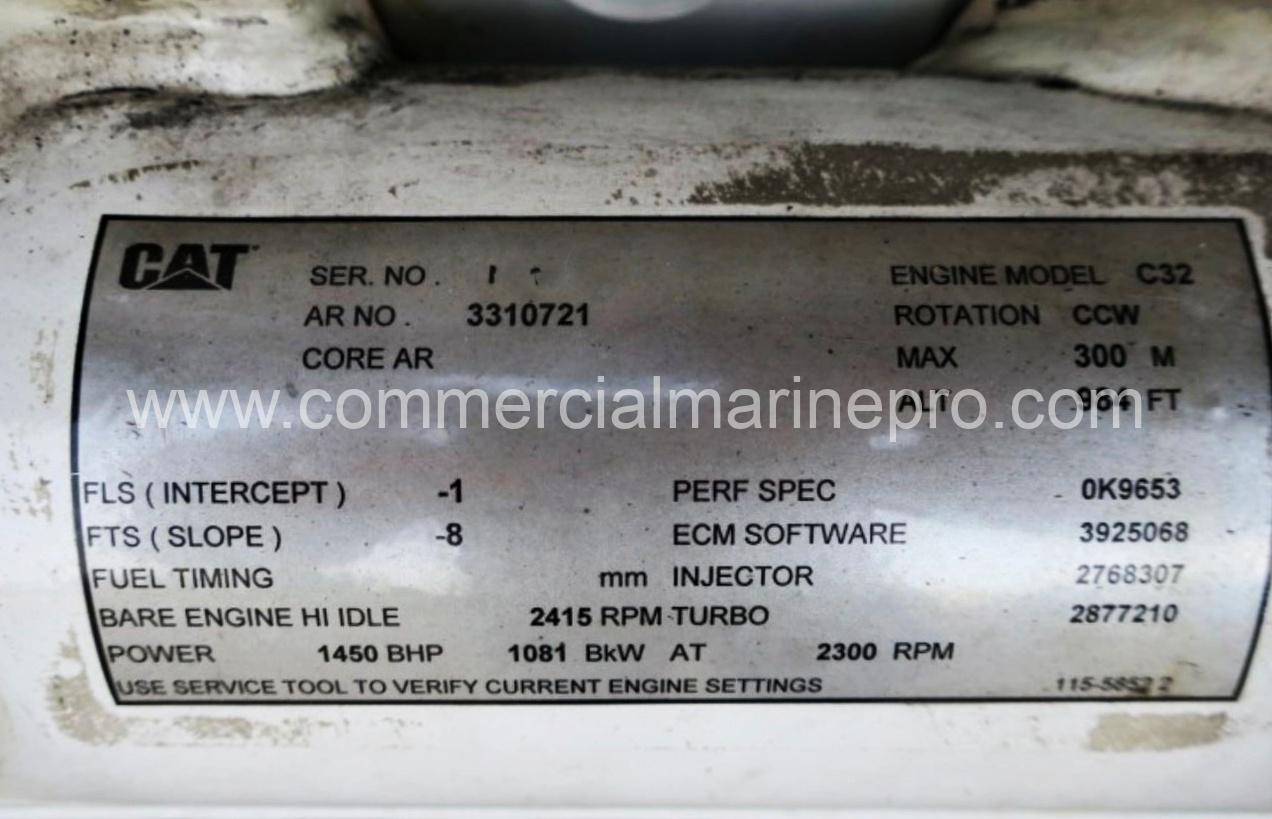 CAT SER. NO. ENGINE MODEL C32
AR NO. 3310721 ROTATION CCW
CORE AR MAX 300 M
ALT 984 FT
www.commercialmarinepro.com
FLS ( INTERCEPT ) -1 PERF SPEC 0K9653
FTS ( SLOPE ) -8 ECM SOFTWARE 3925068
FUEL TIMING mm INJECTOR 2768307
BARE ENGINE HI IDLE 2415 RPM TURBO 2877210
POWER 1450 BHP 1081 BkW AT 2300 RPM
USE SERVICE TOOL TO VERIFY CURRENT ENGINE SETTINGS